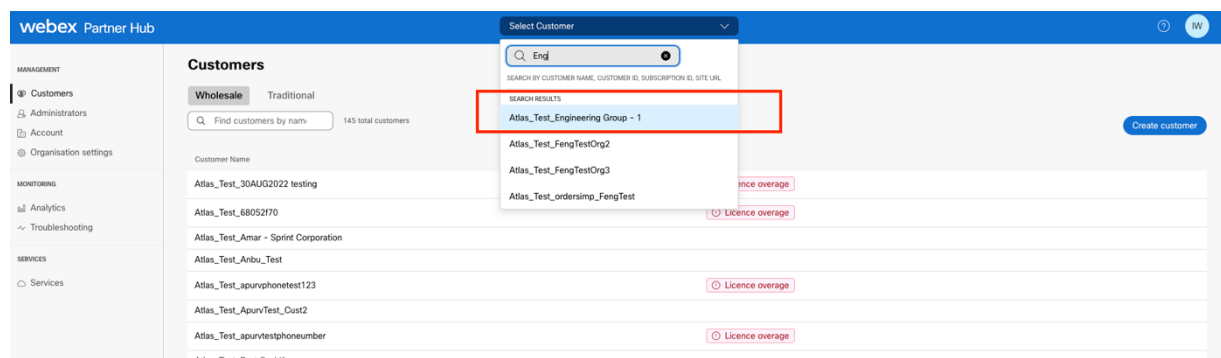 webex Partner Hub
Select Customer
IW
Eng
SEARCH BY CUSTOMER NAME, CUSTOMER ID, SUBSCRIPTION ID, SITE URL
SEARCH RESULTS
Atlas_Test_Engineering Group - 1
Atlas_Test_FengTestOrg2
Atlas_Test_FengTestOrg3
Atlas_Test_ordersimp_FengTest
MANAGEMENT
Customers
Administrators
Account
Organisation settings
MONITORING
Analytics
Troubleshooting
SERVICES
Services
Customers
Wholesale Traditional
Find customers by name
145 total customers
Create customer
Customer Name
Atlas_Test_30AUG2022 testing
ence overage
Atlas_Test_68052f70
Licence overage
Atlas_Test_Amar - Sprint Corporation
Atlas_Test_Anbu_Test
Atlas_Test_apurvphonetest123
Licence overage
Atlas_Test_ApurvTest_Cust2
Atlas_Test_apurvtestphoneumber
Licence overage